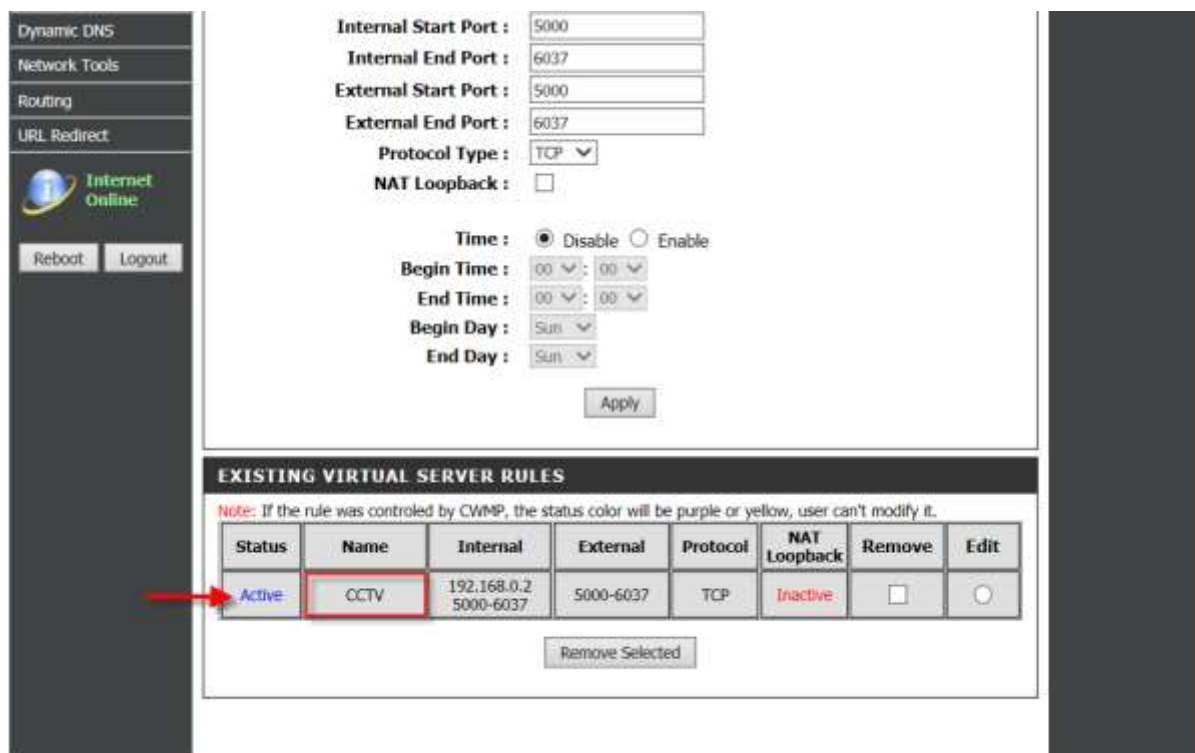 Dynamic DNS
Network Tools
Routing
URL Redirect
Internet
Online
Reboot Logout
Internal Start Port : 5000
Internal End Port : 6037
External Start Port : 5000
External End Port : 6037
Protocol Type : TCP
NAT Loopback :
Time : Disable Enable
Begin Time : 00 : 00
End Time : 00 : 00
Begin Day : Sun
End Day : Sun
Apply
EXISTING VIRTUAL SERVER RULES
Note: If the rule was controled by CWMP, the status color will be purple or yellow, user can't modify it.
Status Name Internal External Protocol NAT Loopback Remove Edit
Active CCTV 192.168.0.2 5000-6037 5000-6037 TCP Inactive
Remove Selected